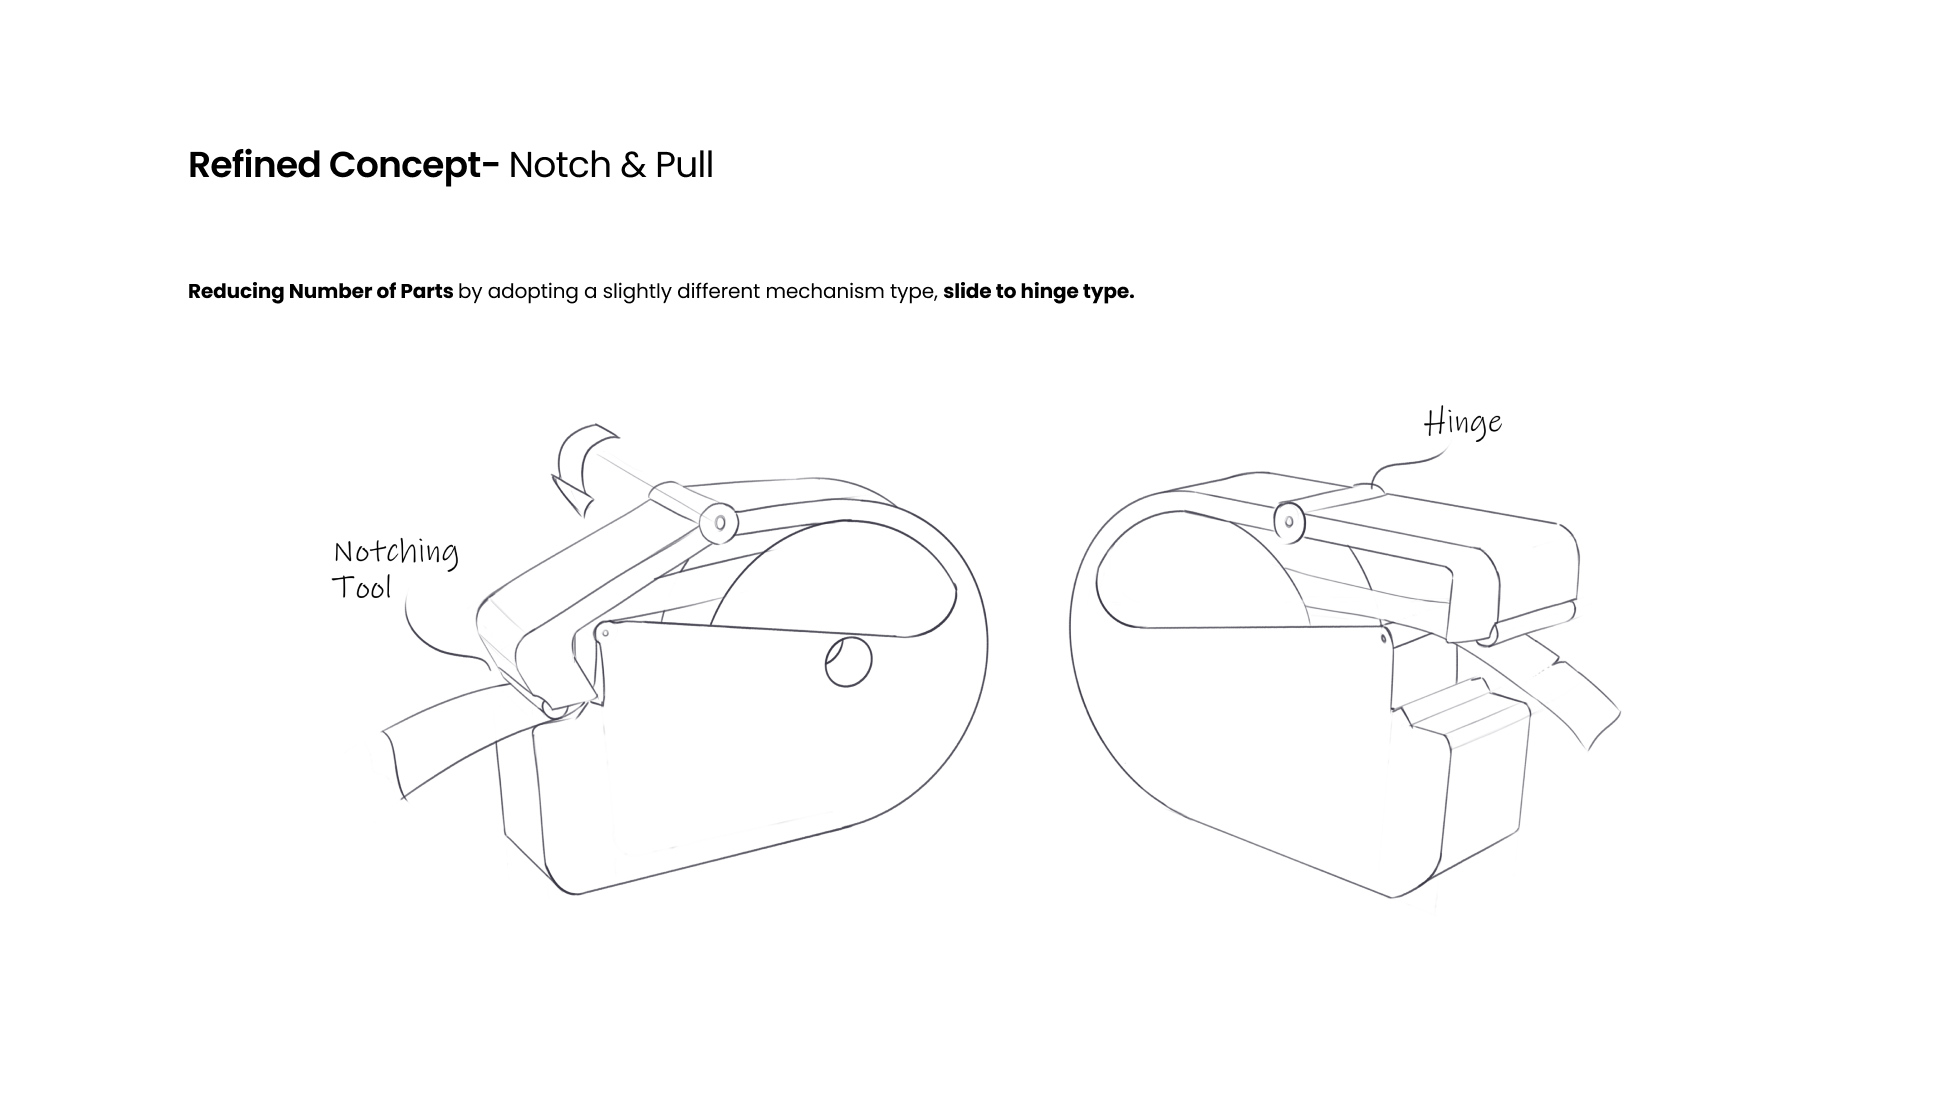 Refined Concept- Notch & Pull
Reducing Number of Parts by adopting a slightly different mechanism type, slide to hinge type.
Hinge
Notching
Tool